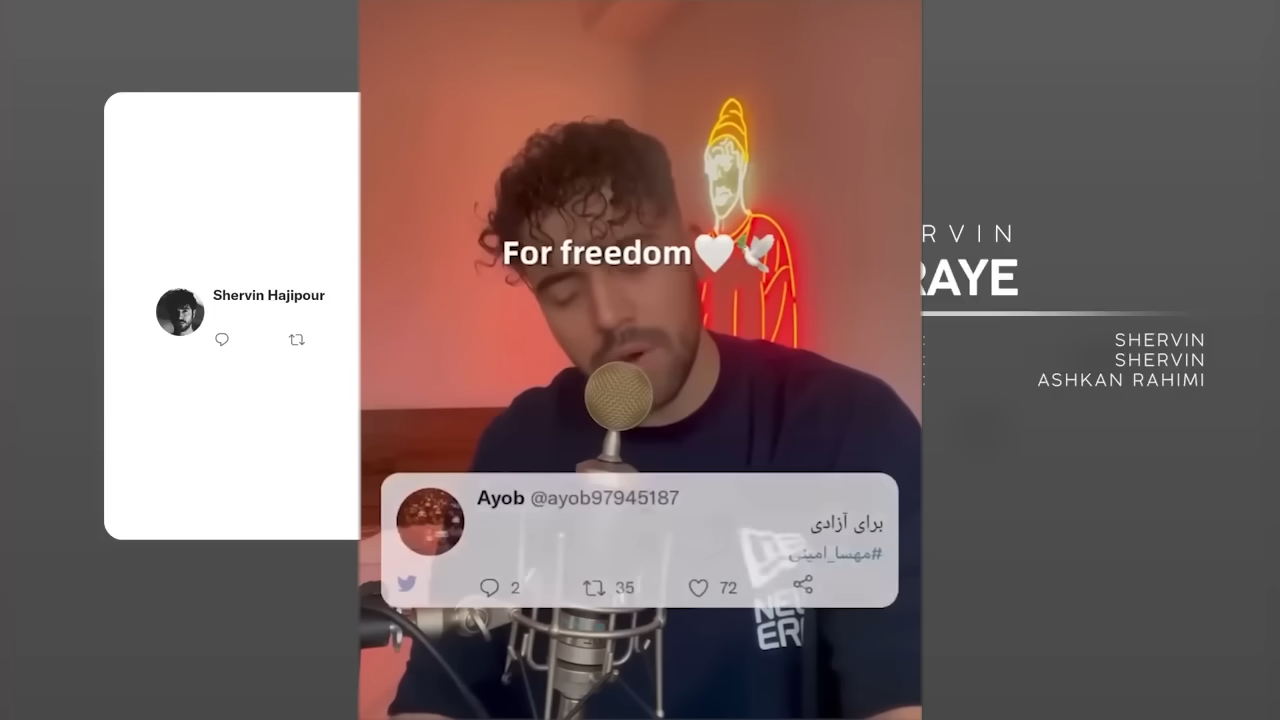 Shervin Hajipour
For freedom🤍🕊
Ayob @ayob97945187
برای آزادی
#مهسا_امینی
2 35 72
NEW
ERA
RVIN
RAYE
SHERVIN
SHERVIN
ASHKAN RAHIMI